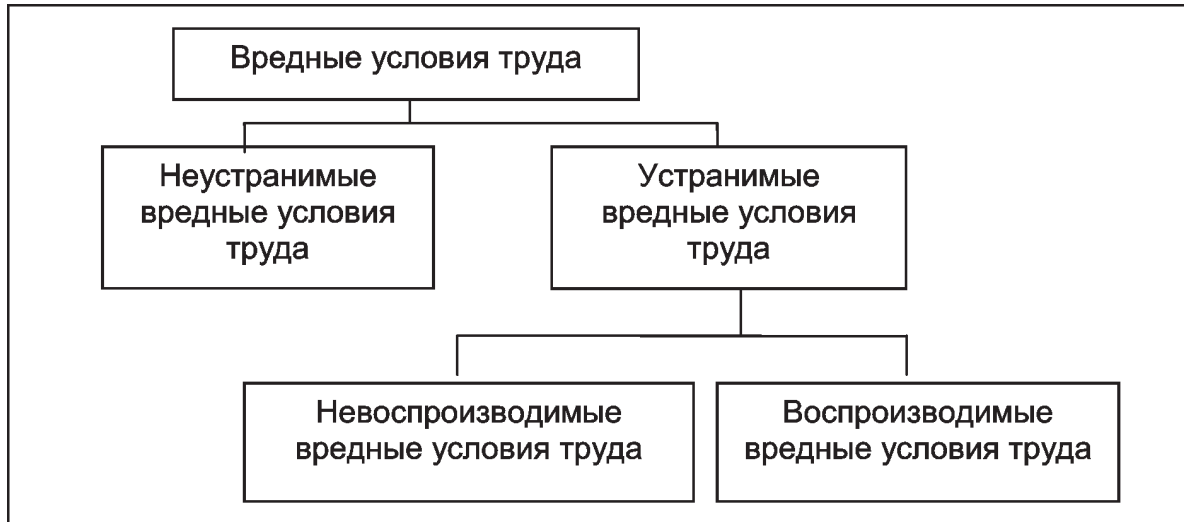 Вредные условия труда
Неустранимые
вредные условия
труда
Устранимые
вредные условия
труда
Невоспроизводимые
вредные условия труда
Воспроизводимые
вредные условия труда